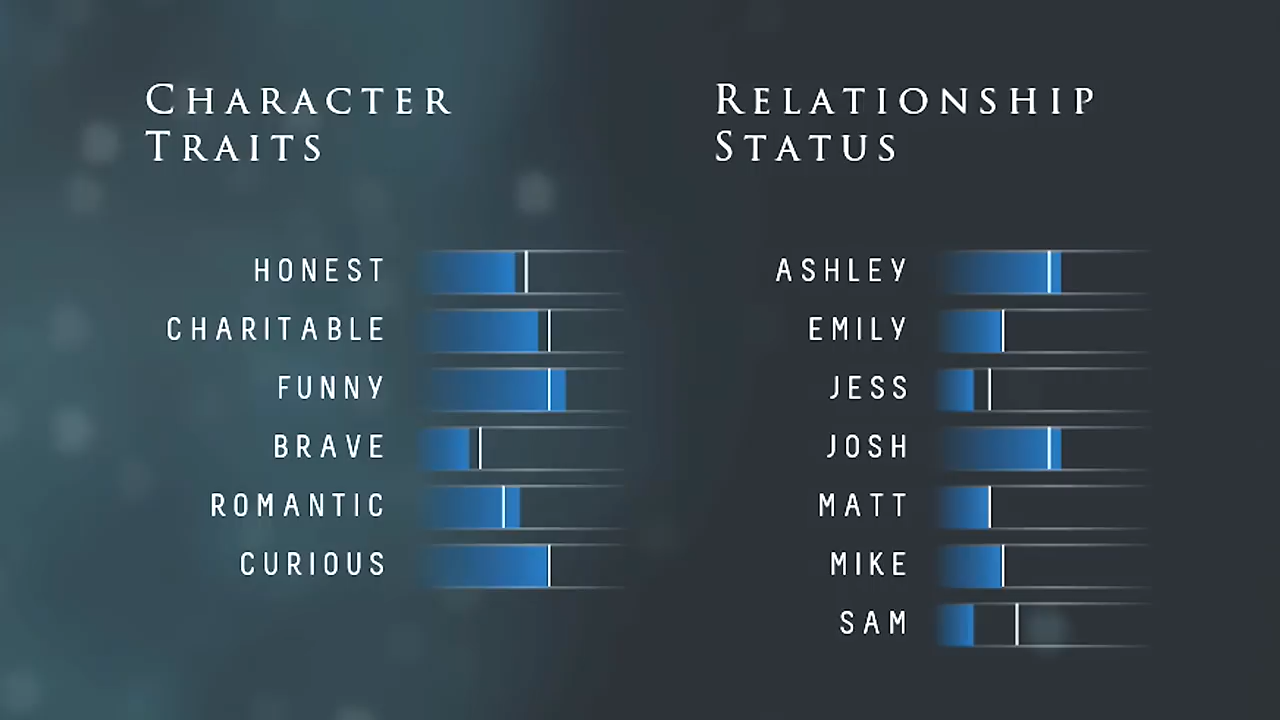 CHARACTER
TRAITS
HONEST
CHARITABLE
FUNNY
BRAVE
ROMANTIC
CURIOUS
RELATIONSHIP
STATUS
ASHLEY
EMILY
JESS
JOSH
MATT
MIKE
SAM